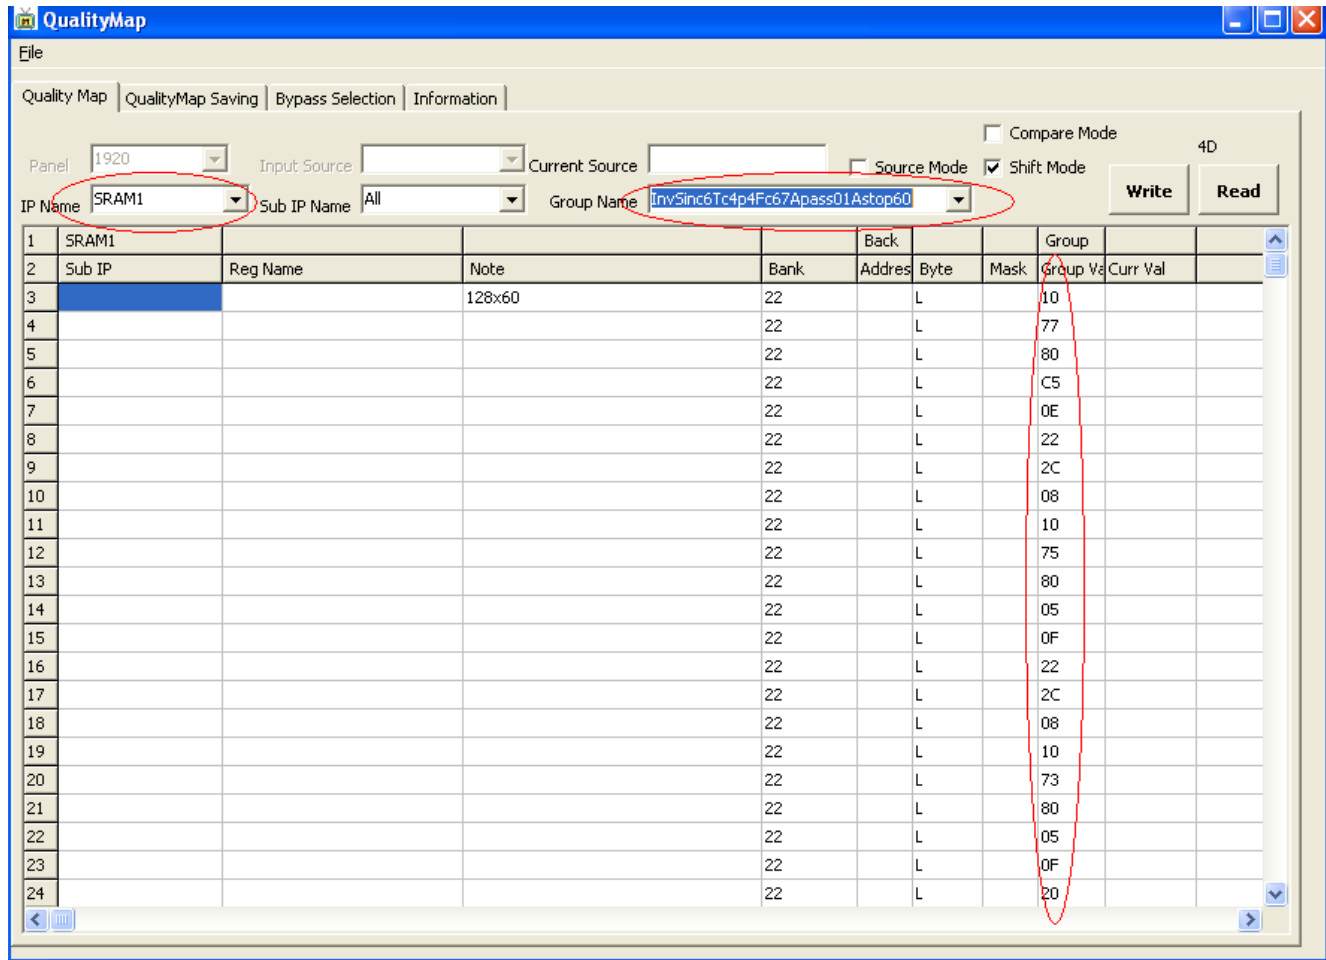 QualityMap
File
Quality Map QualityMap Saving Bypass Selection Information
Compare Mode
4D
Panel 1920 Input Source Current Source Source Mode Shift Mode
Write Read
IP Name SRAM1 Sub IP Name All Group Name InvSinc6Tc4p4Fc67Apass01Astop60
1 SRAM1 Back Group
2 Sub IP Reg Name Note Bank Addres Byte Mask Group Va Curr Val
3 128x60 22 L 10
4 22 L 77
5 22 L 80
6 22 L C5
7 22 L 0E
8 22 L 22
9 22 L 2C
10 22 L 08
11 22 L 10
12 22 L 75
13 22 L 80
14 22 L 05
15 22 L 0F
16 22 L 22
17 22 L 2C
18 22 L 08
19 22 L 10
20 22 L 73
21 22 L 80
22 22 L 05
23 22 L 0F
24 22 L 20